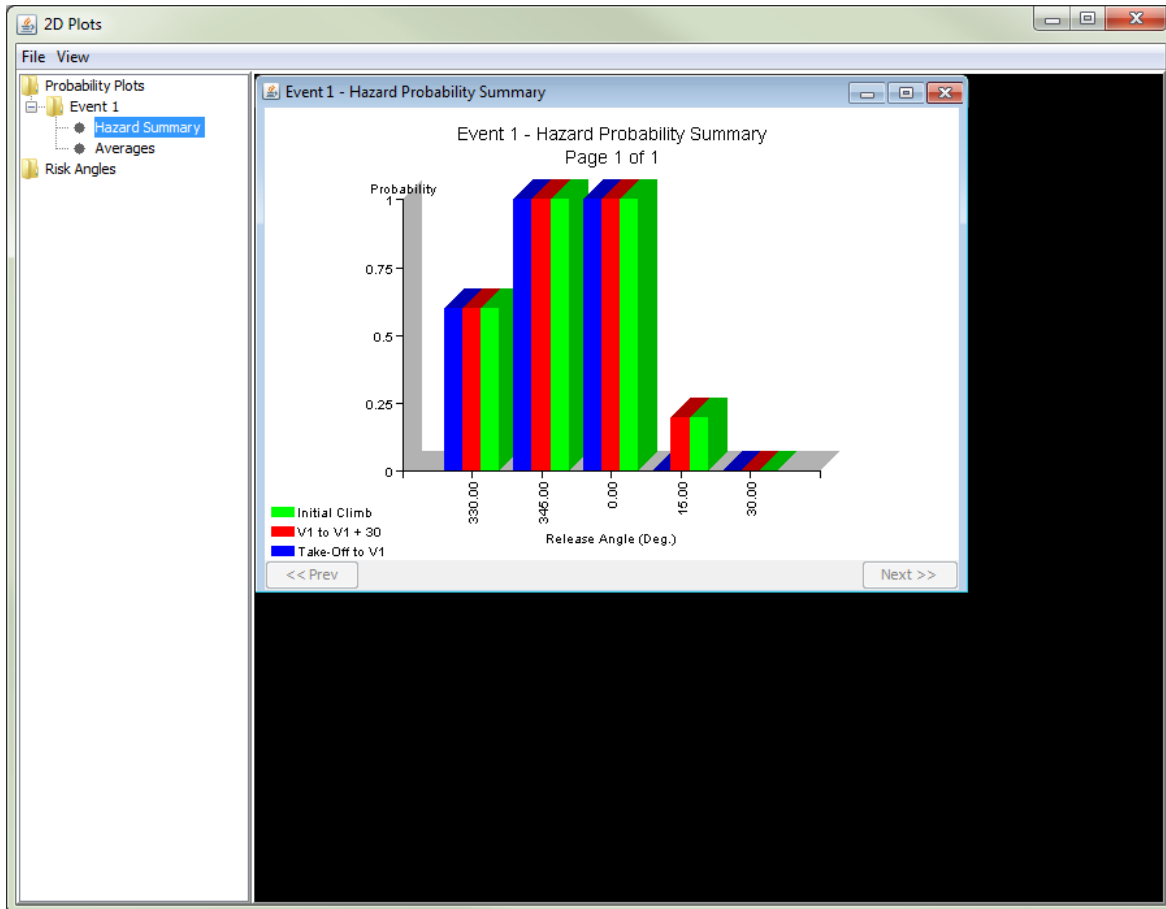 2D Plots
File View
Probability Plots
Event 1
Hazard Summary
Averages
Risk Angles
Event 1 - Hazard Probability Summary
Event 1 - Hazard Probability Summary
Page 1 of 1
Probability
1
0.75
0.5
0.25
0
330.00
345.00
0.00
15.00
30.00
Release Angle (Deg.)
Initial Climb
V1 to V1 + 30
Take-Off to V1
<< Prev
Next >>